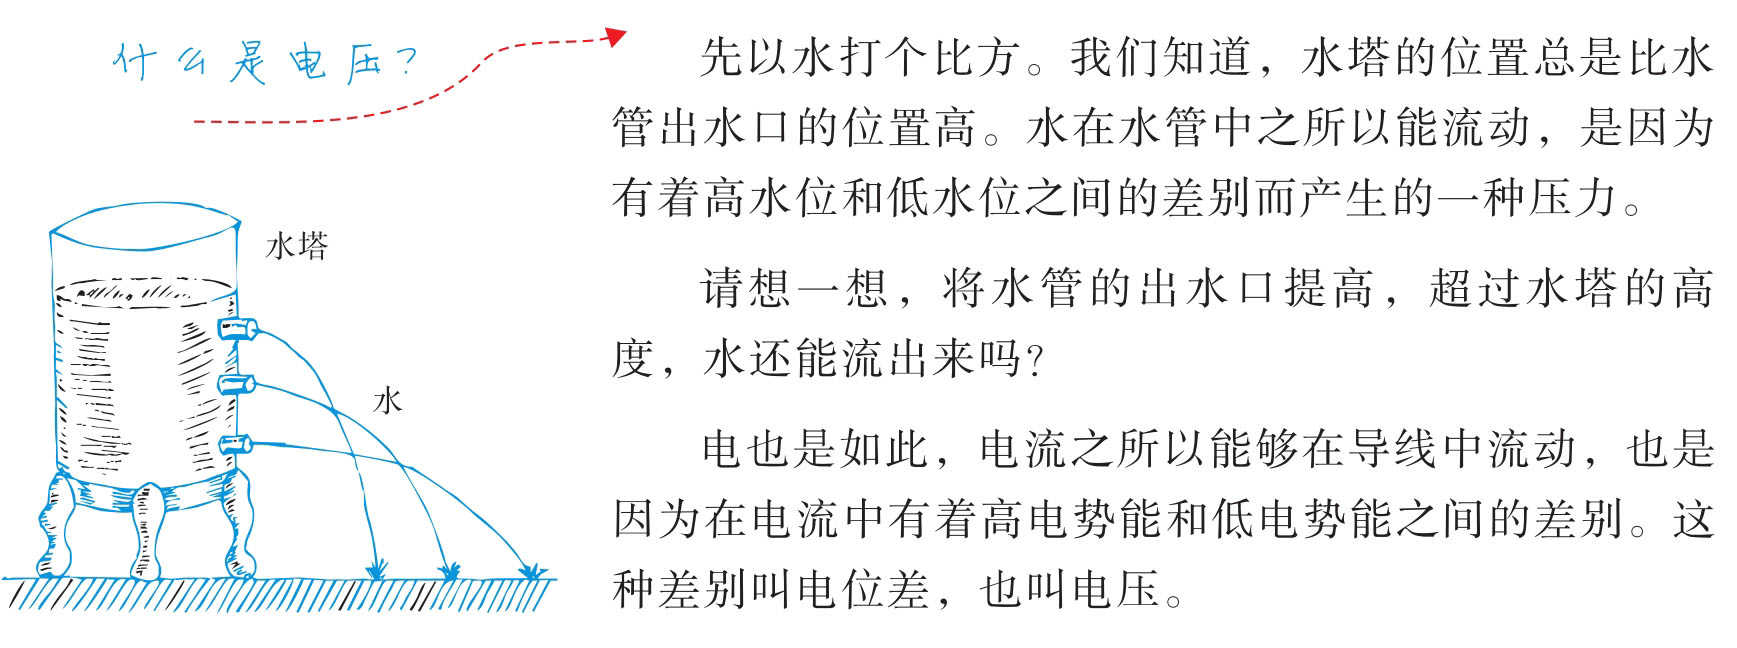 什么是电压？
先以水打个比方。我们知道，水塔的位置总是比水
管出水口的位置高。水在水管中之所以能流动，是因为
有着高水位和低水位之间的差别而产生的一种压力。
请想一想，将水管的出水口提高，超过水塔的高
度，水还能流出来吗？
电也是如此，电流之所以能够在导线中流动，也是
因为在电流中有着高电势能和低电势能之间的差别。这
种差别叫电位差，也叫电压。
水塔
水